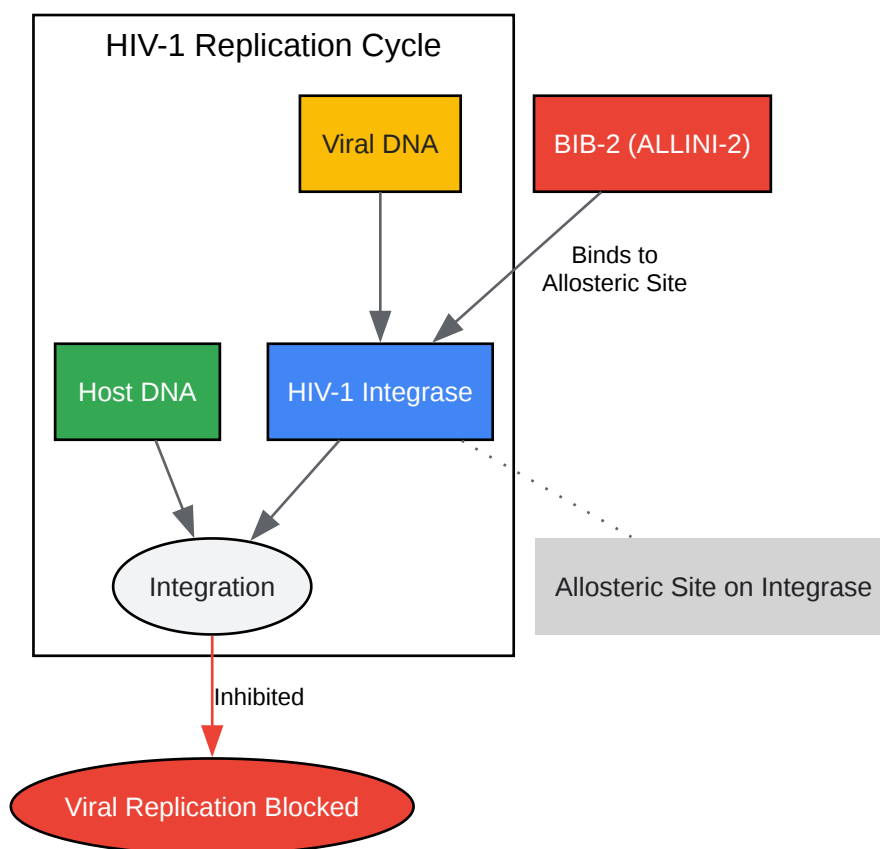 HIV-1 Replication Cycle
Viral DNA
BIB-2 (ALLINI-2)
Binds to
Allosteric Site
Host DNA
HIV-1 Integrase
Integration
Allosteric Site on Integrase
Inhibited
Viral Replication Blocked